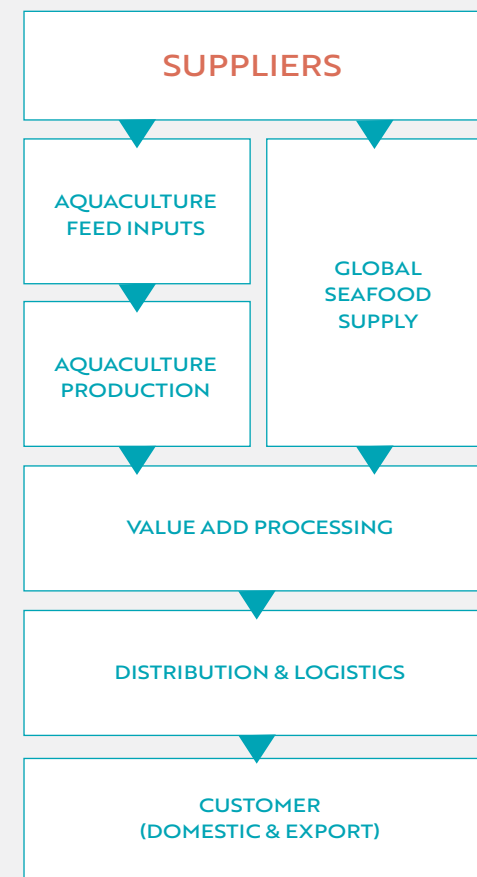 SUPPLIERS
AQUACULTURE
FEED INPUTS
AQUACULTURE
PRODUCTION
GLOBAL
SEAFOOD
SUPPLY
VALUE ADD PROCESSING
DISTRIBUTION & LOGISTICS
CUSTOMER
(DOMESTIC & EXPORT)